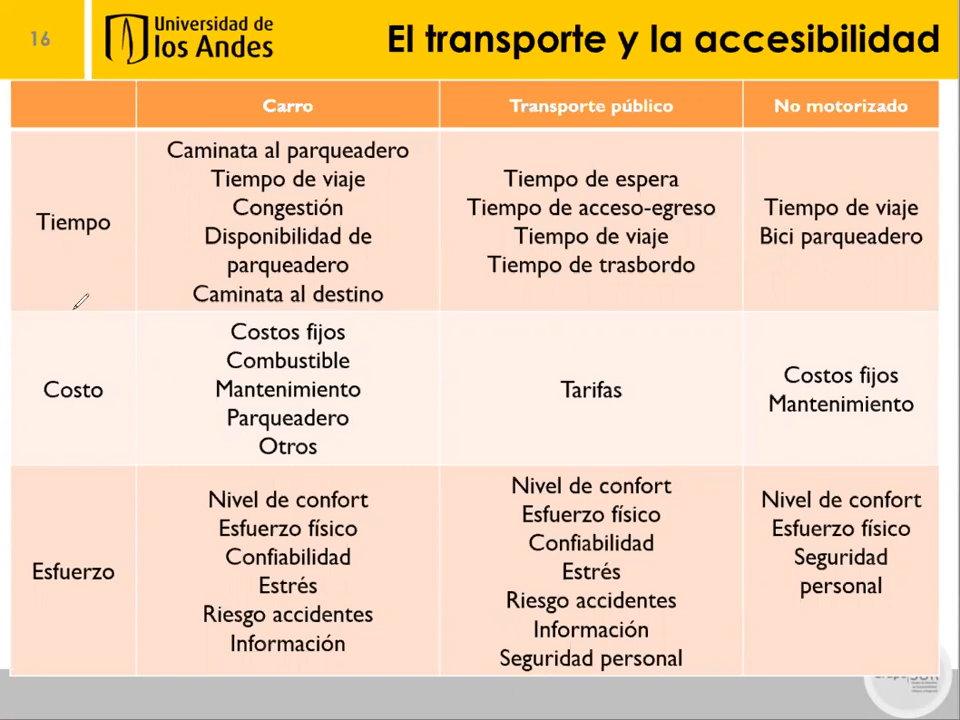 16
Universidad de
los Andes
El transporte y la accesibilidad
Carro
Transporte público
No motorizado
Tiempo
Caminata al parqueadero
Tiempo de viaje
Congestión
Disponibilidad de
parqueadero
Caminata al destino
Tiempo de espera
Tiempo de acceso-egreso
Tiempo de viaje
Tiempo de trasbordo
Tiempo de viaje
Bici parqueadero
Costo
Costos fijos
Combustible
Mantenimiento
Parqueadero
Otros
Tarifas
Costos fijos
Mantenimiento
Esfuerzo
Nivel de confort
Esfuerzo físico
Confiabilidad
Estrés
Riesgo accidentes
Información
Nivel de confort
Esfuerzo físico
Confiabilidad
Estrés
Riesgo accidentes
Información
Seguridad personal
Nivel de confort
Esfuerzo físico
Seguridad
personal